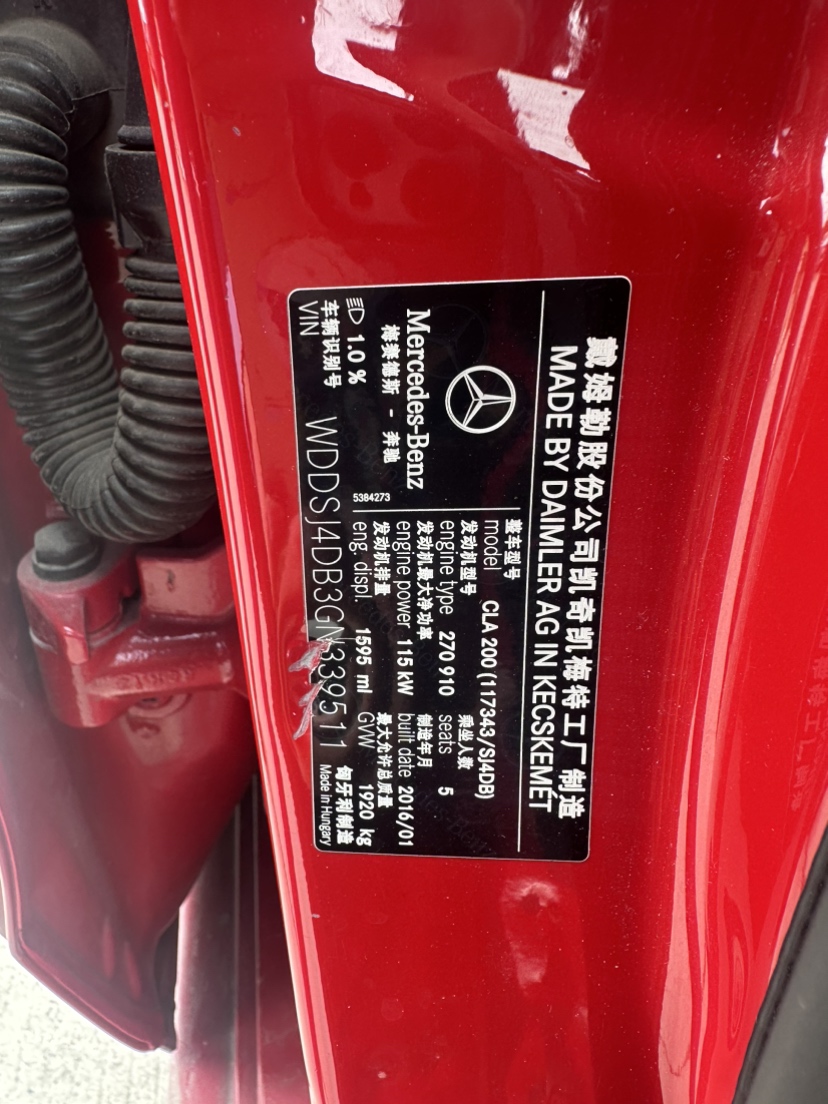 戴姆勒股份公司凯奇凯梅特工厂制造
MADE BY DAIMLER AG IN KECSKEMÉT
Mercedes-Benz
梅赛德斯 - 奔驰
整车型号
model CLA 200 (117343/SJ4DB)
发动机型号 乘坐人数
engine type 270 910 seats 5
发动机最大净功率 制造年月
engine power 115 kW built date 2016/01
发动机排量 最大允许总质量
eng. displ. 1595 ml GVW 1920 kg
1.0 %
5384273
匈牙利制造
Made in Hungary
车辆识别号
VIN WDDSJ4DB3GN339511